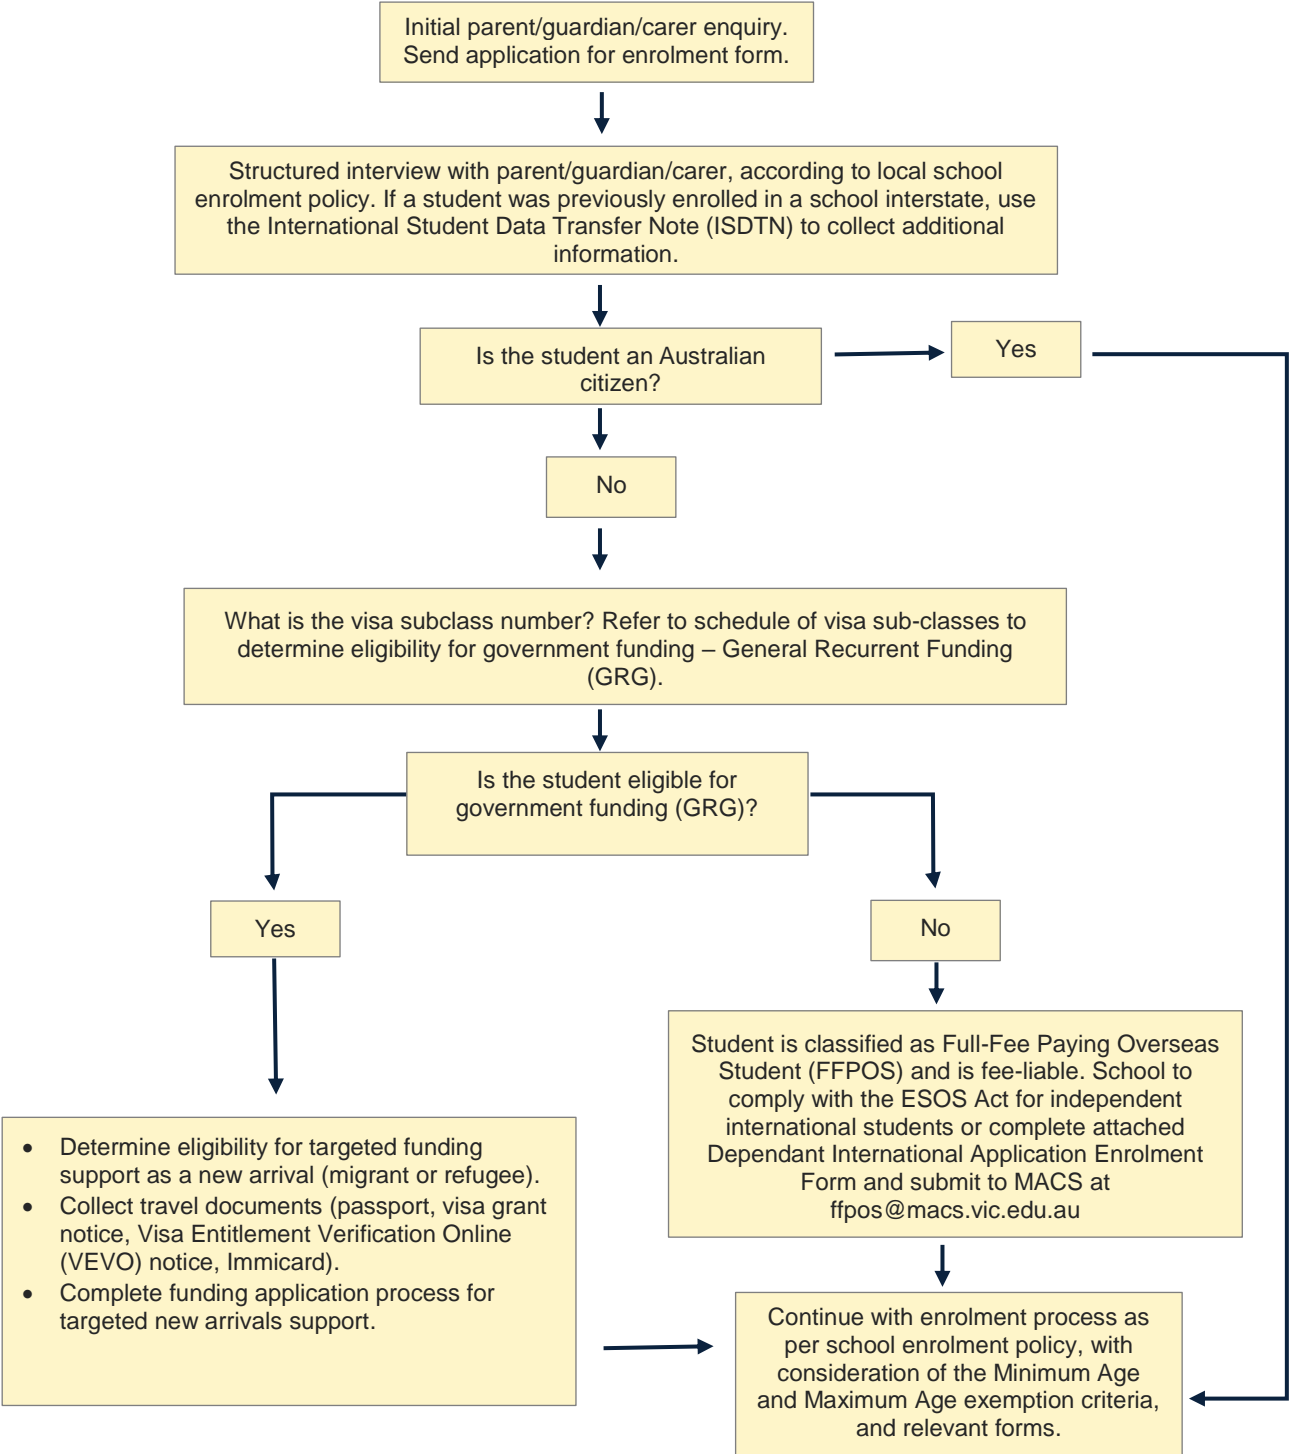 Initial parent/guardian/carer enquiry.
Send application for enrolment form.
Structured interview with parent/guardian/carer, according to local school
enrolment policy. If a student was previously enrolled in a school interstate, use
the International Student Data Transfer Note (ISDTN) to collect additional
information.
Is the student an Australian
citizen?
Yes
No
What is the visa subclass number? Refer to schedule of visa sub-classes to
determine eligibility for government funding – General Recurrent Funding
(GRG).
Is the student eligible for
government funding (GRG)?
Yes
No
Student is classified as Full-Fee Paying Overseas
Student (FFPOS) and is fee-liable. School to
comply with the ESOS Act for independent
international students or complete attached
Dependant International Application Enrolment
Form and submit to MACS at
ffpos@macs.vic.edu.au
• Determine eligibility for targeted funding
support as a new arrival (migrant or refugee).
• Collect travel documents (passport, visa grant
notice, Visa Entitlement Verification Online
(VEVO) notice, Immicard).
• Complete funding application process for
targeted new arrivals support.
Continue with enrolment process as
per school enrolment policy, with
consideration of the Minimum Age
and Maximum Age exemption criteria,
and relevant forms.